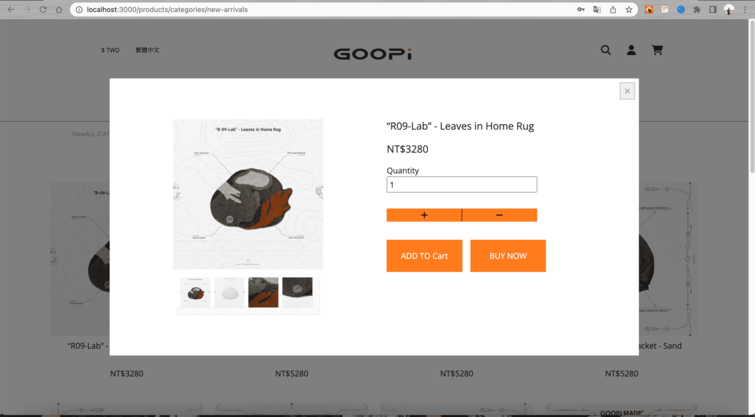 localhost:3000/products/categories/new-arrivals
$ TWD
繁體中文
GOOPi
ViewALL /CAT
×
"R-09-Lab" - Leaves in Home Rug
“R09-Lab” - Leaves in Home Rug
NT$3280
Quantity
1
+
−
ADD TO Cart
BUY NOW
“R09-Lab” -
acket - Sand
NT$3280
NT$5280
NT$5280
NT$5280
GOOPi MADE